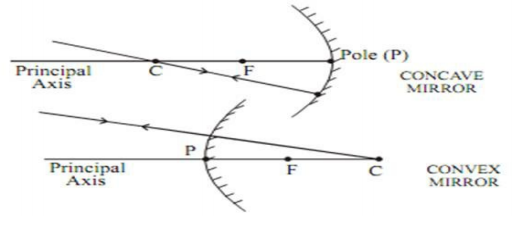 Pole (P)
Principal
Axis
C
F
CONCAVE
MIRROR
P
Principal
Axis
F
C
CONVEX
MIRROR